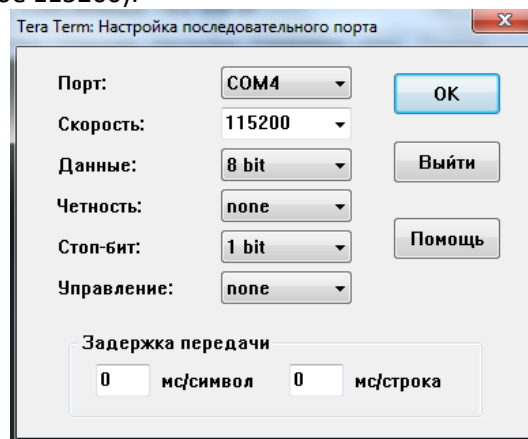 115200).
Tera Term: Настройка последовательного порта
Порт: COM4
OK
Скорость: 115200
Данные: 8 bit
Выйти
Четность: none
Стоп-бит: 1 bit
Помощь
Управление: none
Задержка передачи
0 мс/символ 0 мс/строка